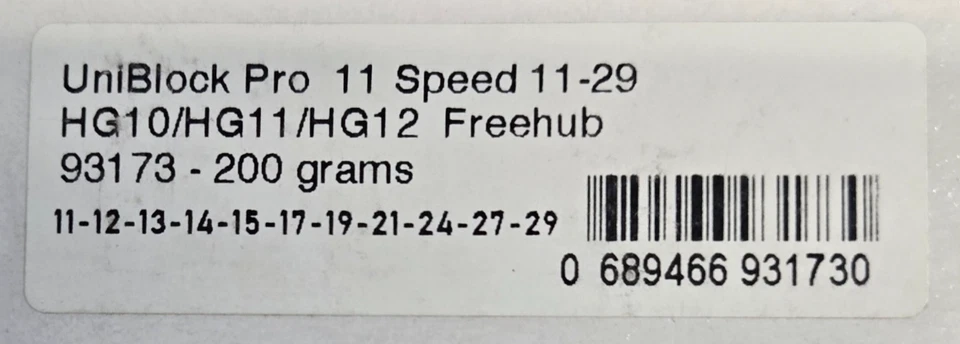 UniBlock Pro 11 Speed 11-29
HG10/HG11/HG12 Freehub
93173 - 200 grams
11-12-13-14-15-17-19-21-24-27-29
0 689466 931730